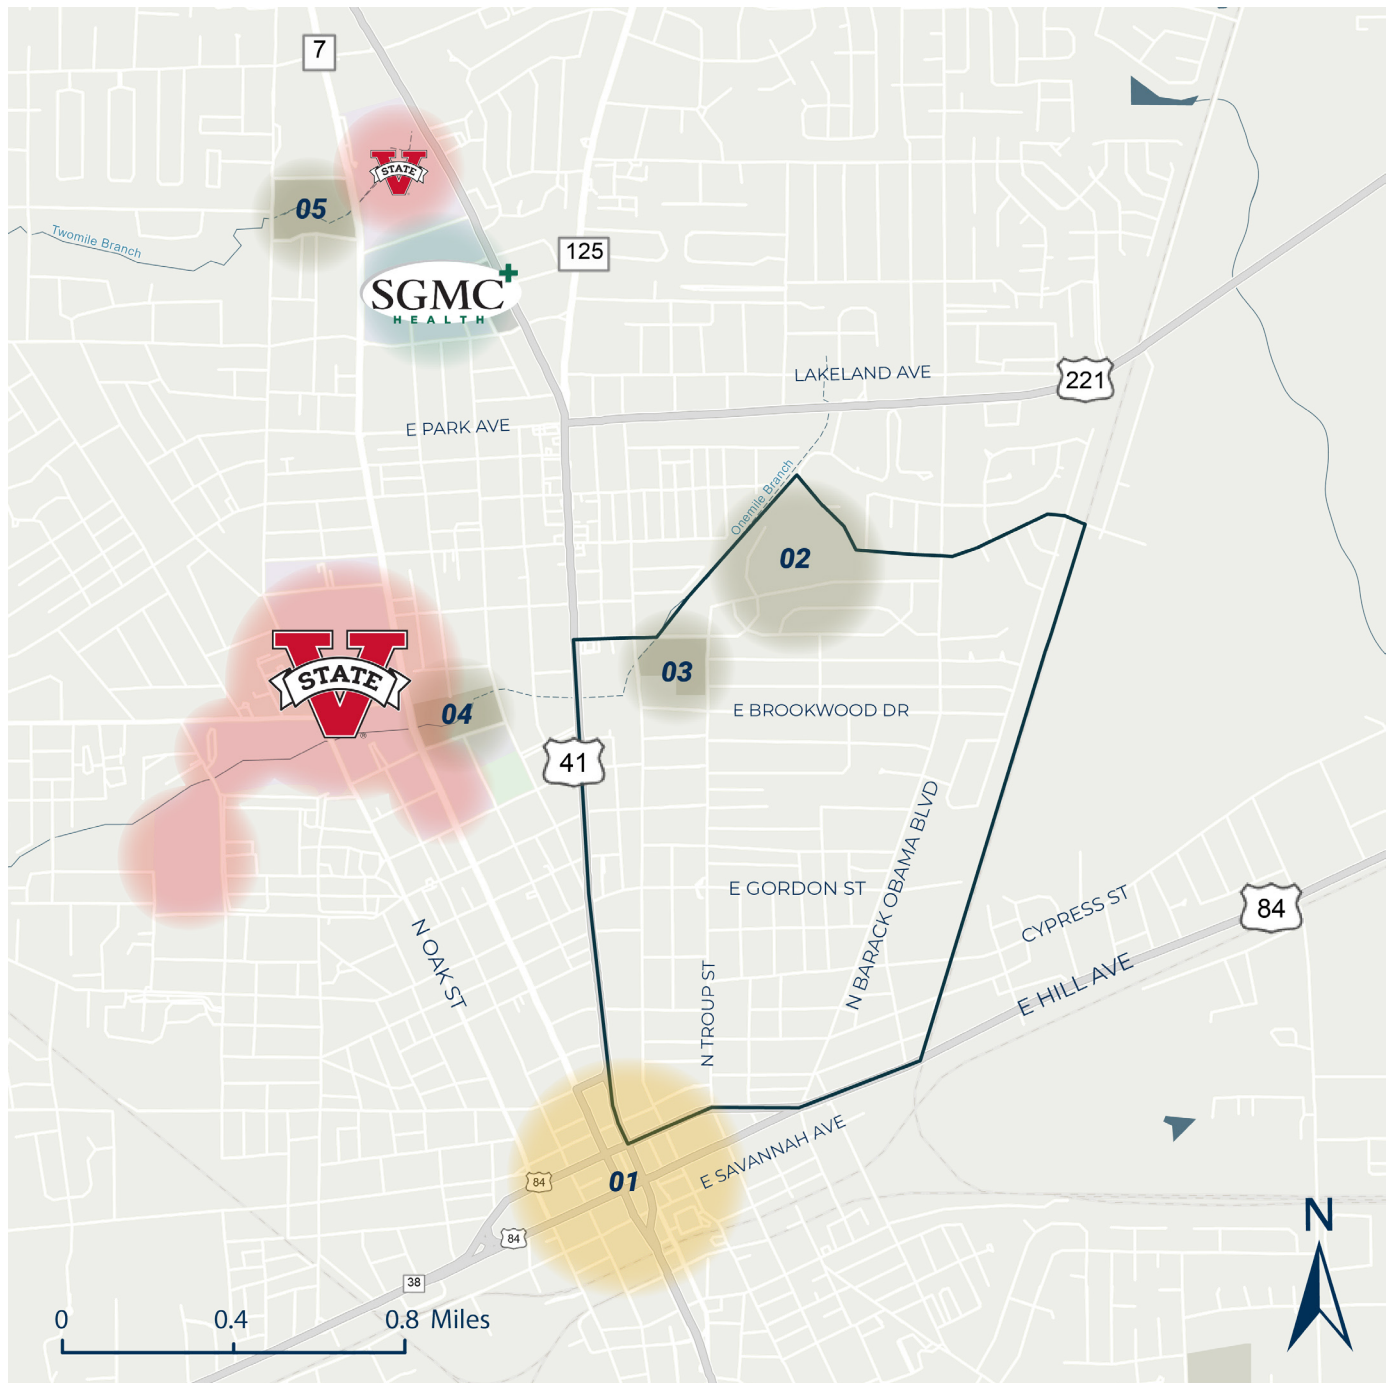 7
STATE
V
05
Twomile Branch
125
SGMC
HEALTH
LAKELAND AVE
221
E PARK AVE
Onemile Branch
02
STATE
V
03
04
E BROOKWOOD DR
41
N BARACK OBAMA BLVD
E GORDON ST
84
CYPRESS ST
N OAK ST
E HILL AVE
N TROUP ST
E SAVANNAH AVE
01
84
84
38
N
0 0.4 0.8 Miles